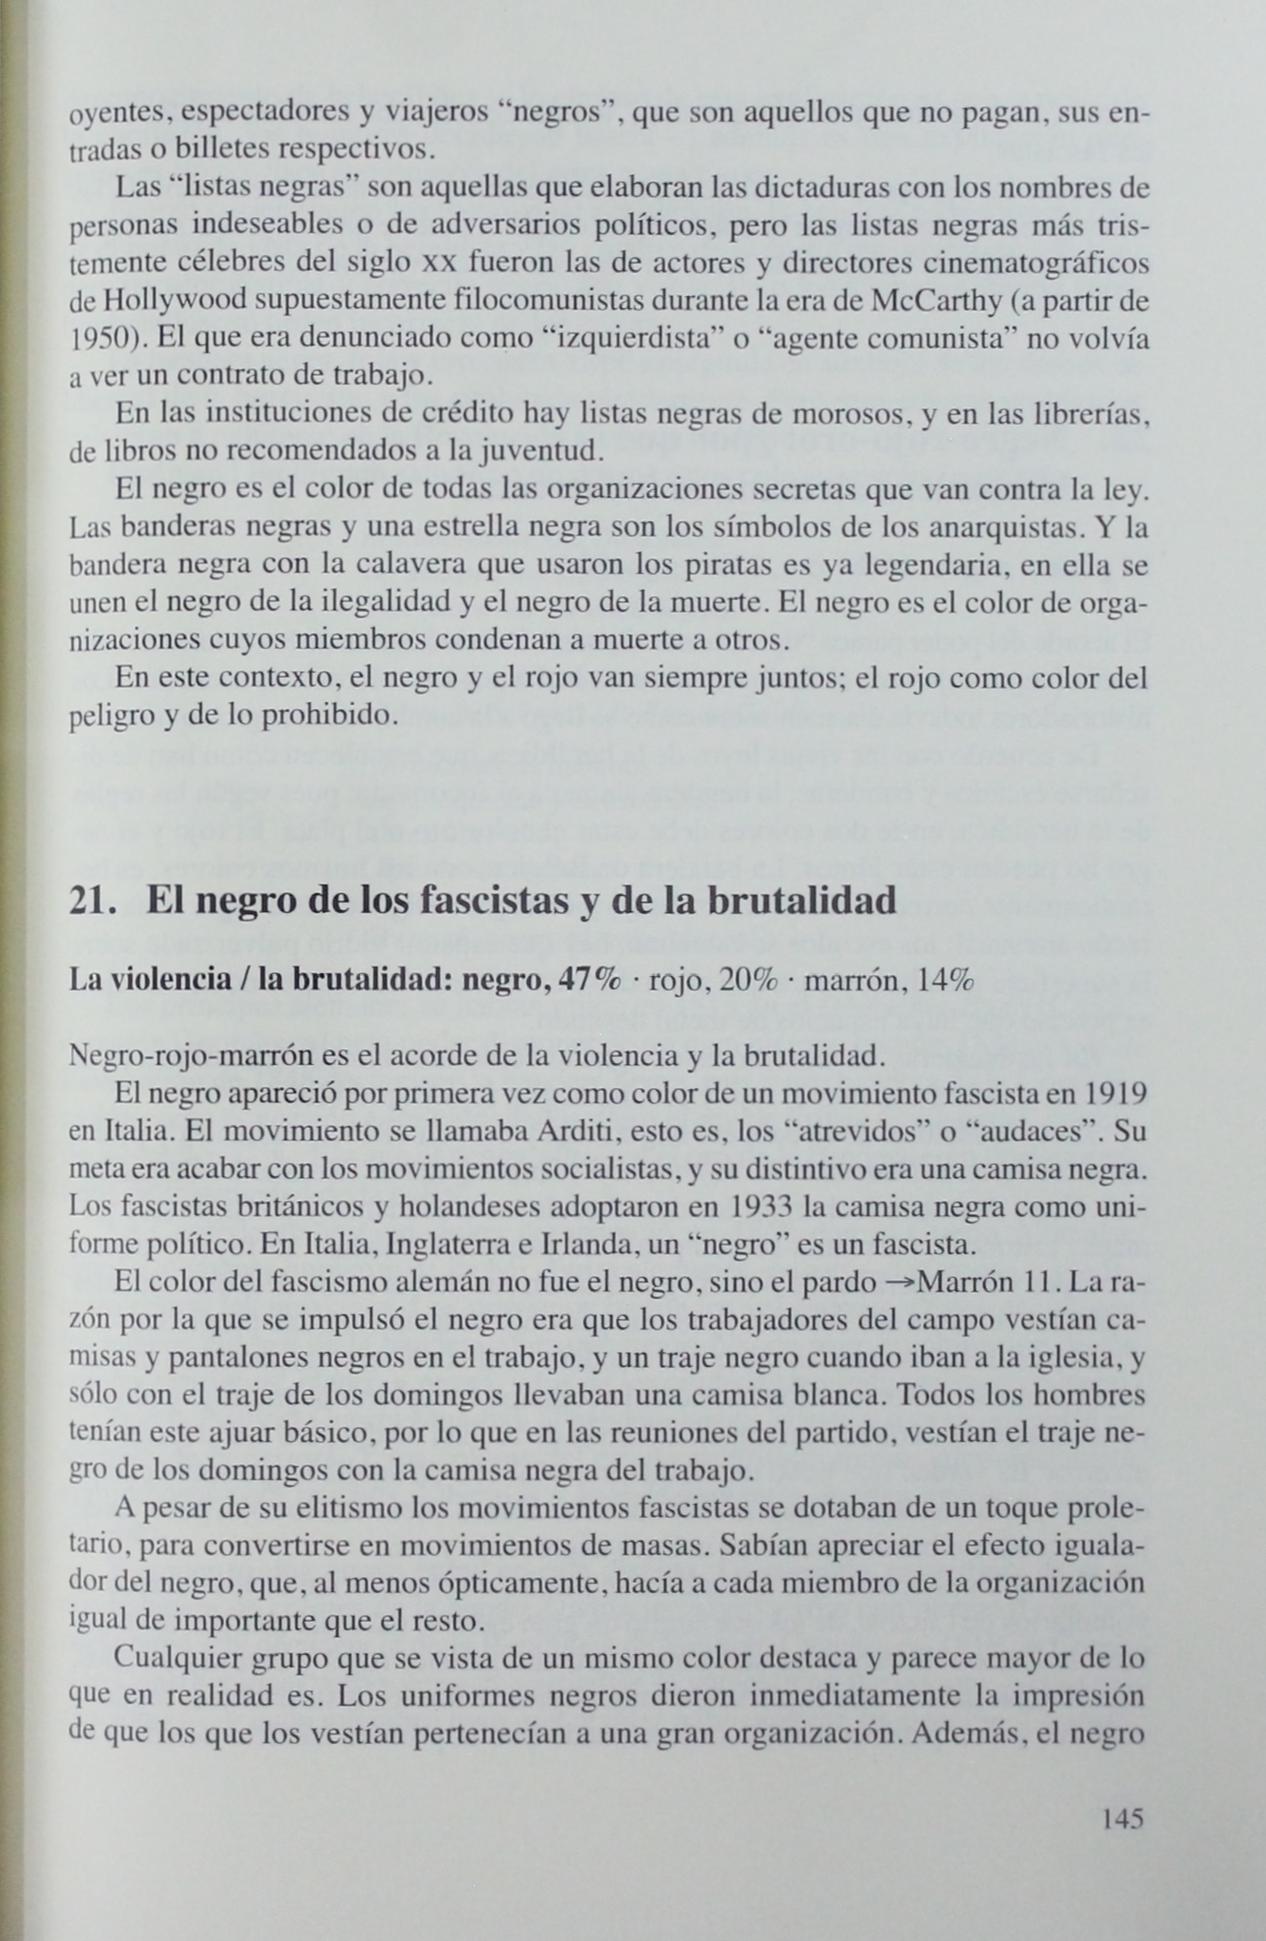 oyentes, espectadores y viajeros “negros”, que son aquellos que no pagan, sus en-
tradas o billetes respectivos.
Las “listas negras” son aquellas que elaboran las dictaduras con los nombres de
personas indeseables o de adversarios políticos, pero las listas negras más tris-
temente célebres del siglo XX fueron las de actores y directores cinematográficos
de Hollywood supuestamente filocomunistas durante la era de McCarthy (a partir de
1950). El que era denunciado como “izquierdista” o “agente comunista” no volvía
a ver un contrato de trabajo.
En las instituciones de crédito hay listas negras de morosos, y en las librerías,
de libros no recomendados a la juventud.
El negro es el color de todas las organizaciones secretas que van contra la ley.
Las banderas negras y una estrella negra son los símbolos de los anarquistas. Y la
bandera negra con la calavera que usaron los piratas es ya legendaria, en ella se
unen el negro de la ilegalidad y el negro de la muerte. El negro es el color de orga-
nizaciones cuyos miembros condenan a muerte a otros.
En este contexto, el negro y el rojo van siempre juntos; el rojo como color del
peligro y de lo prohibido.
21. El negro de los fascistas y de la brutalidad
La violencia / la brutalidad: negro, 47% · rojo, 20% · marrón, 14%
Negro-rojo-marrón es el acorde de la violencia y la brutalidad.
El negro apareció por primera vez como color de un movimiento fascista en 1919
en Italia. El movimiento se llamaba Arditi, esto es, los “atrevidos” o “audaces”. Su
meta era acabar con los movimientos socialistas, y su distintivo era una camisa negra.
Los fascistas británicos y holandeses adoptaron en 1933 la camisa negra como uni-
forme político. En Italia, Inglaterra e Irlanda, un “negro” es un fascista.
El color del fascismo alemán no fue el negro, sino el pardo →Marrón 11. La ra-
zón por la que se impulsó el negro era que los trabajadores del campo vestían ca-
misas y pantalones negros en el trabajo, y un traje negro cuando iban a la iglesia, y
sólo con el traje de los domingos llevaban una camisa blanca. Todos los hombres
tenían este ajuar básico, por lo que en las reuniones del partido, vestían el traje ne-
gro de los domingos con la camisa negra del trabajo.
A pesar de su elitismo los movimientos fascistas se dotaban de un toque prole-
tario, para convertirse en movimientos de masas. Sabían apreciar el efecto iguala-
dor del negro, que, al menos ópticamente, hacía a cada miembro de la organización
igual de importante que el resto.
Cualquier grupo que se vista de un mismo color destaca y parece mayor de lo
que en realidad es. Los uniformes negros dieron inmediatamente la impresión
de que los que los vestían pertenecían a una gran organización. Además, el negro
145